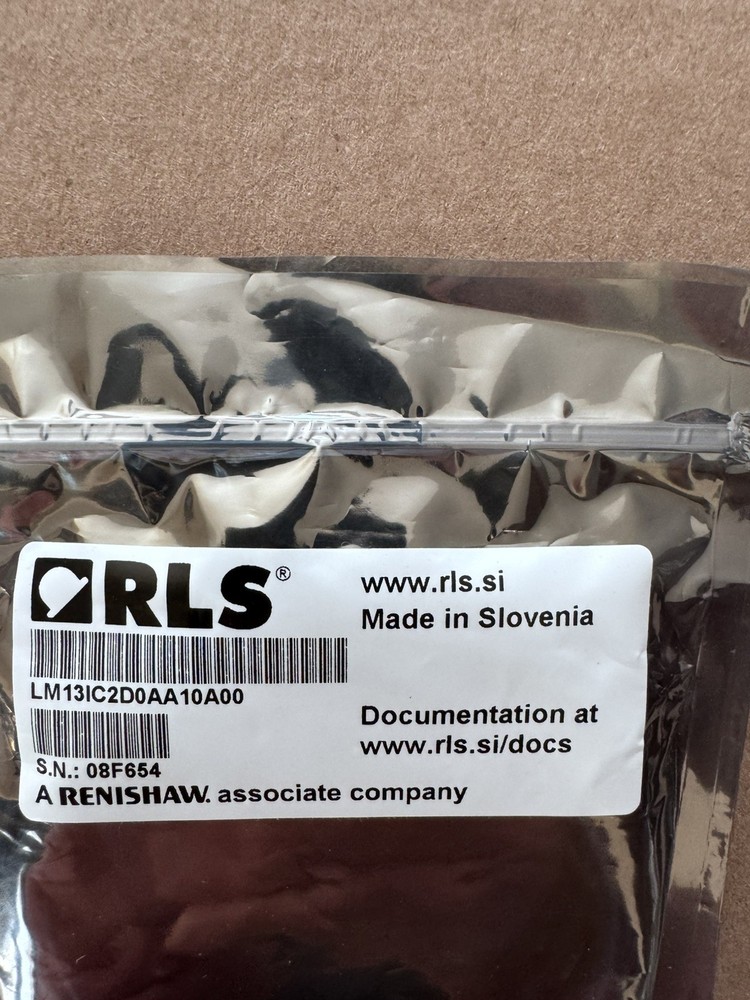 RLS®
LM13IC2D0AA10A00
S.N.: 08F654
A RENISHAW. associate company
www.rls.si
Made in Slovenia
Documentation at
www.rls.si/docs